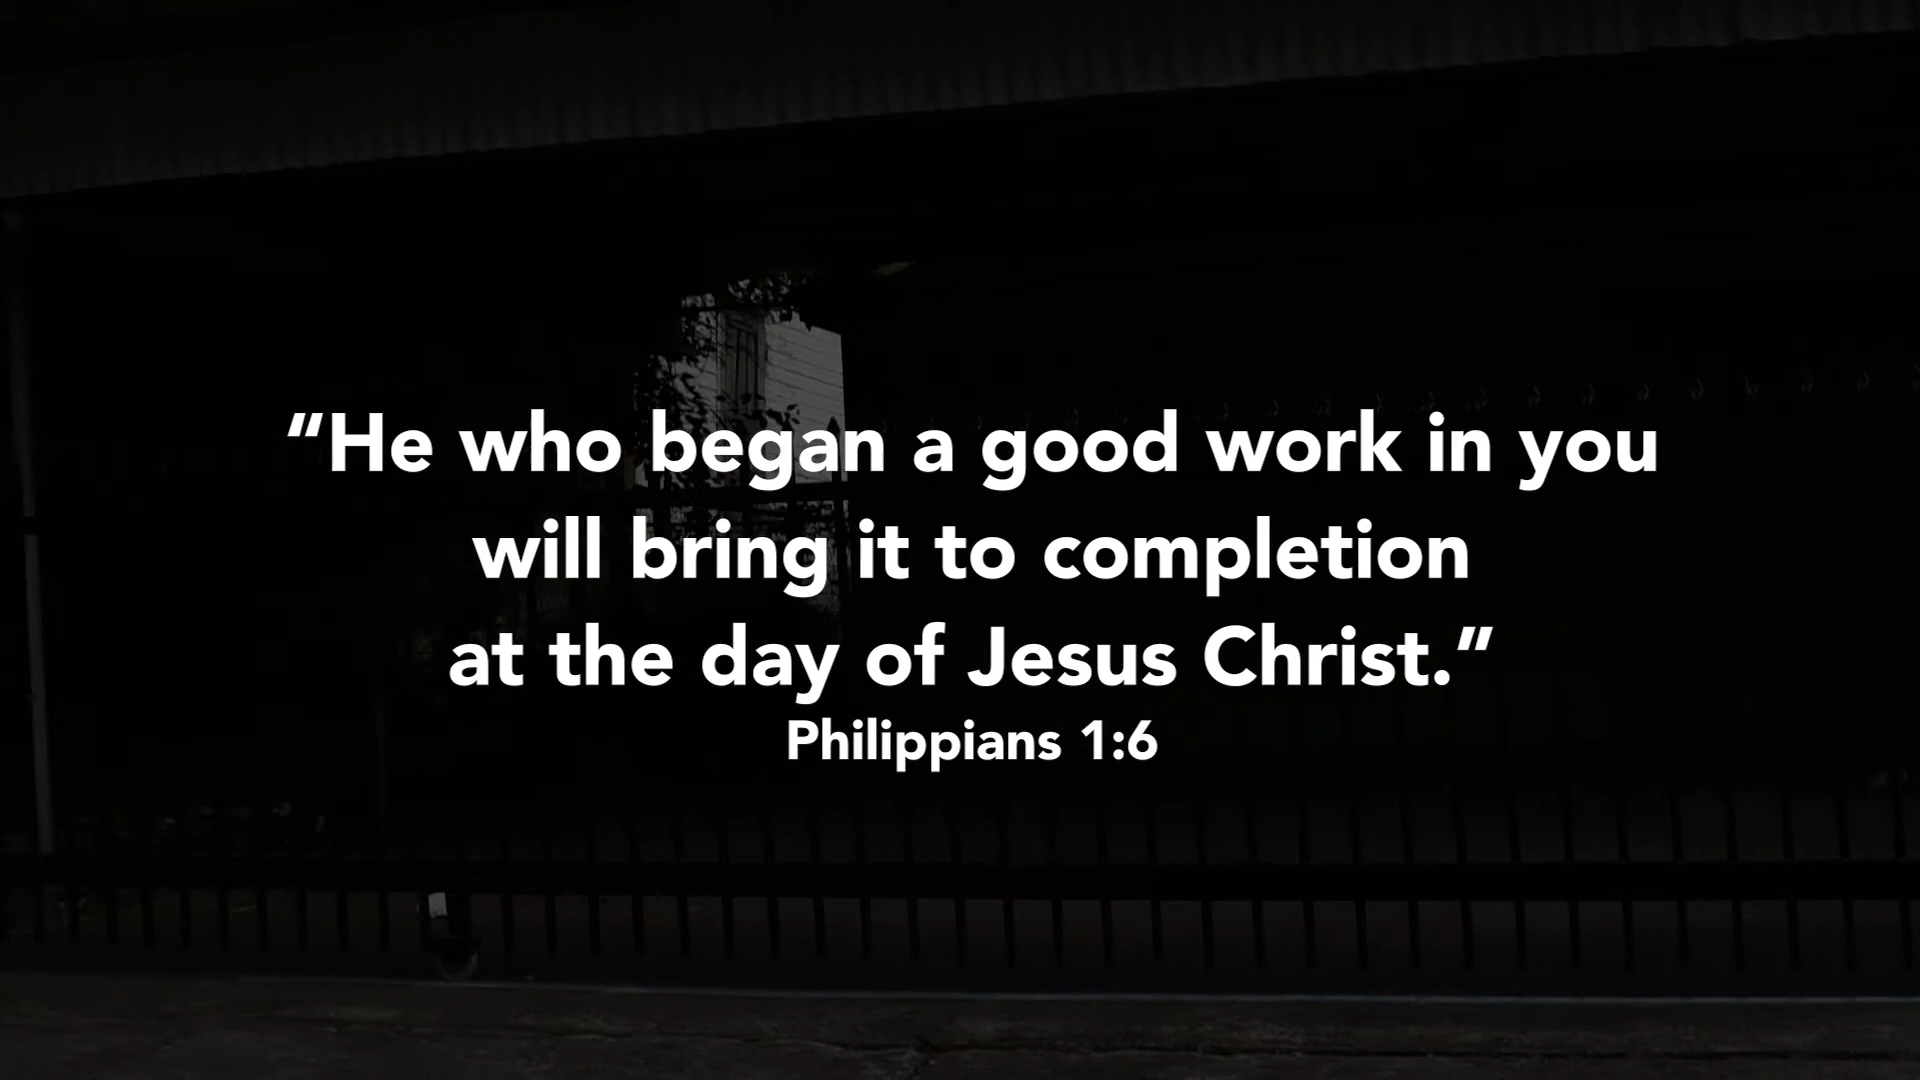 “He who began a good work in you
will bring it to completion
at the day of Jesus Christ.”
Philippians 1:6